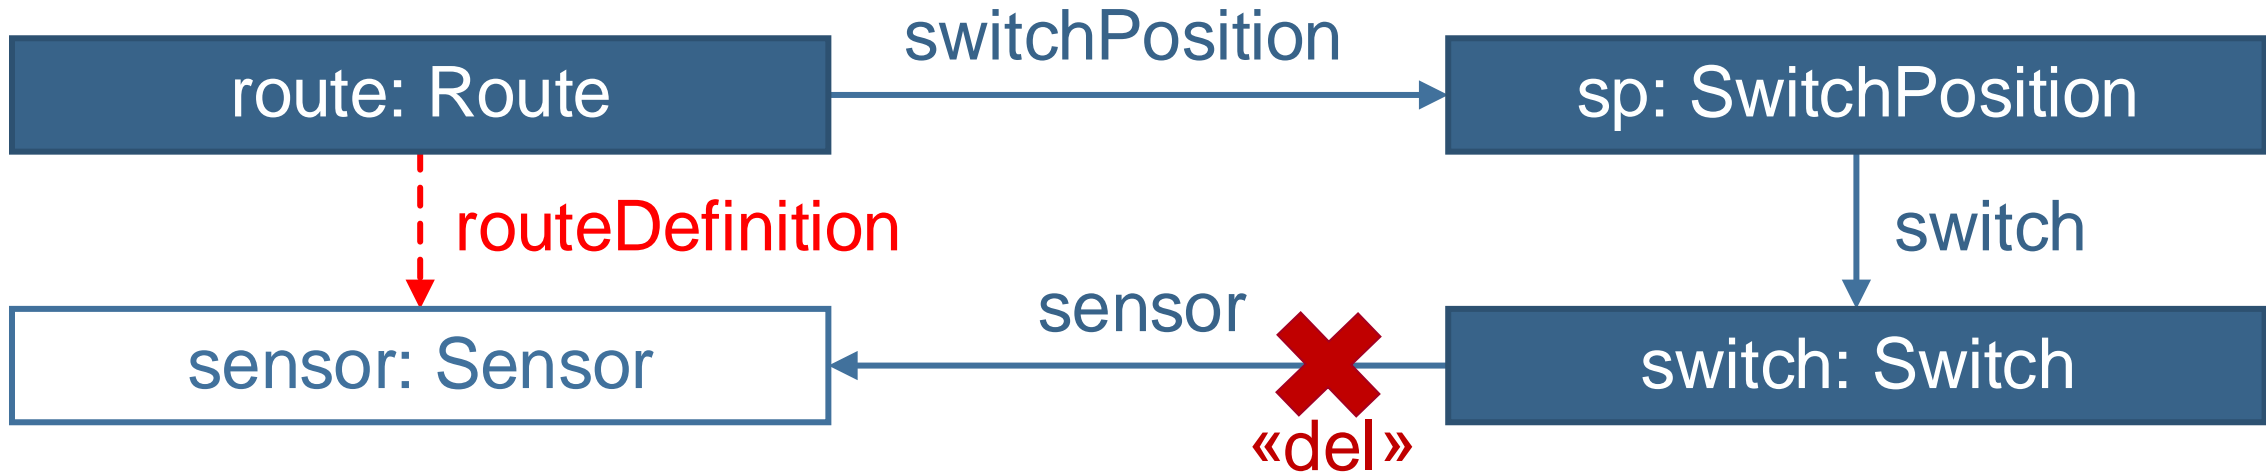 switchPosition
route: Route
sp: SwitchPosition
routeDefinition
switch
sensor
sensor: Sensor
switch: Switch
«del»